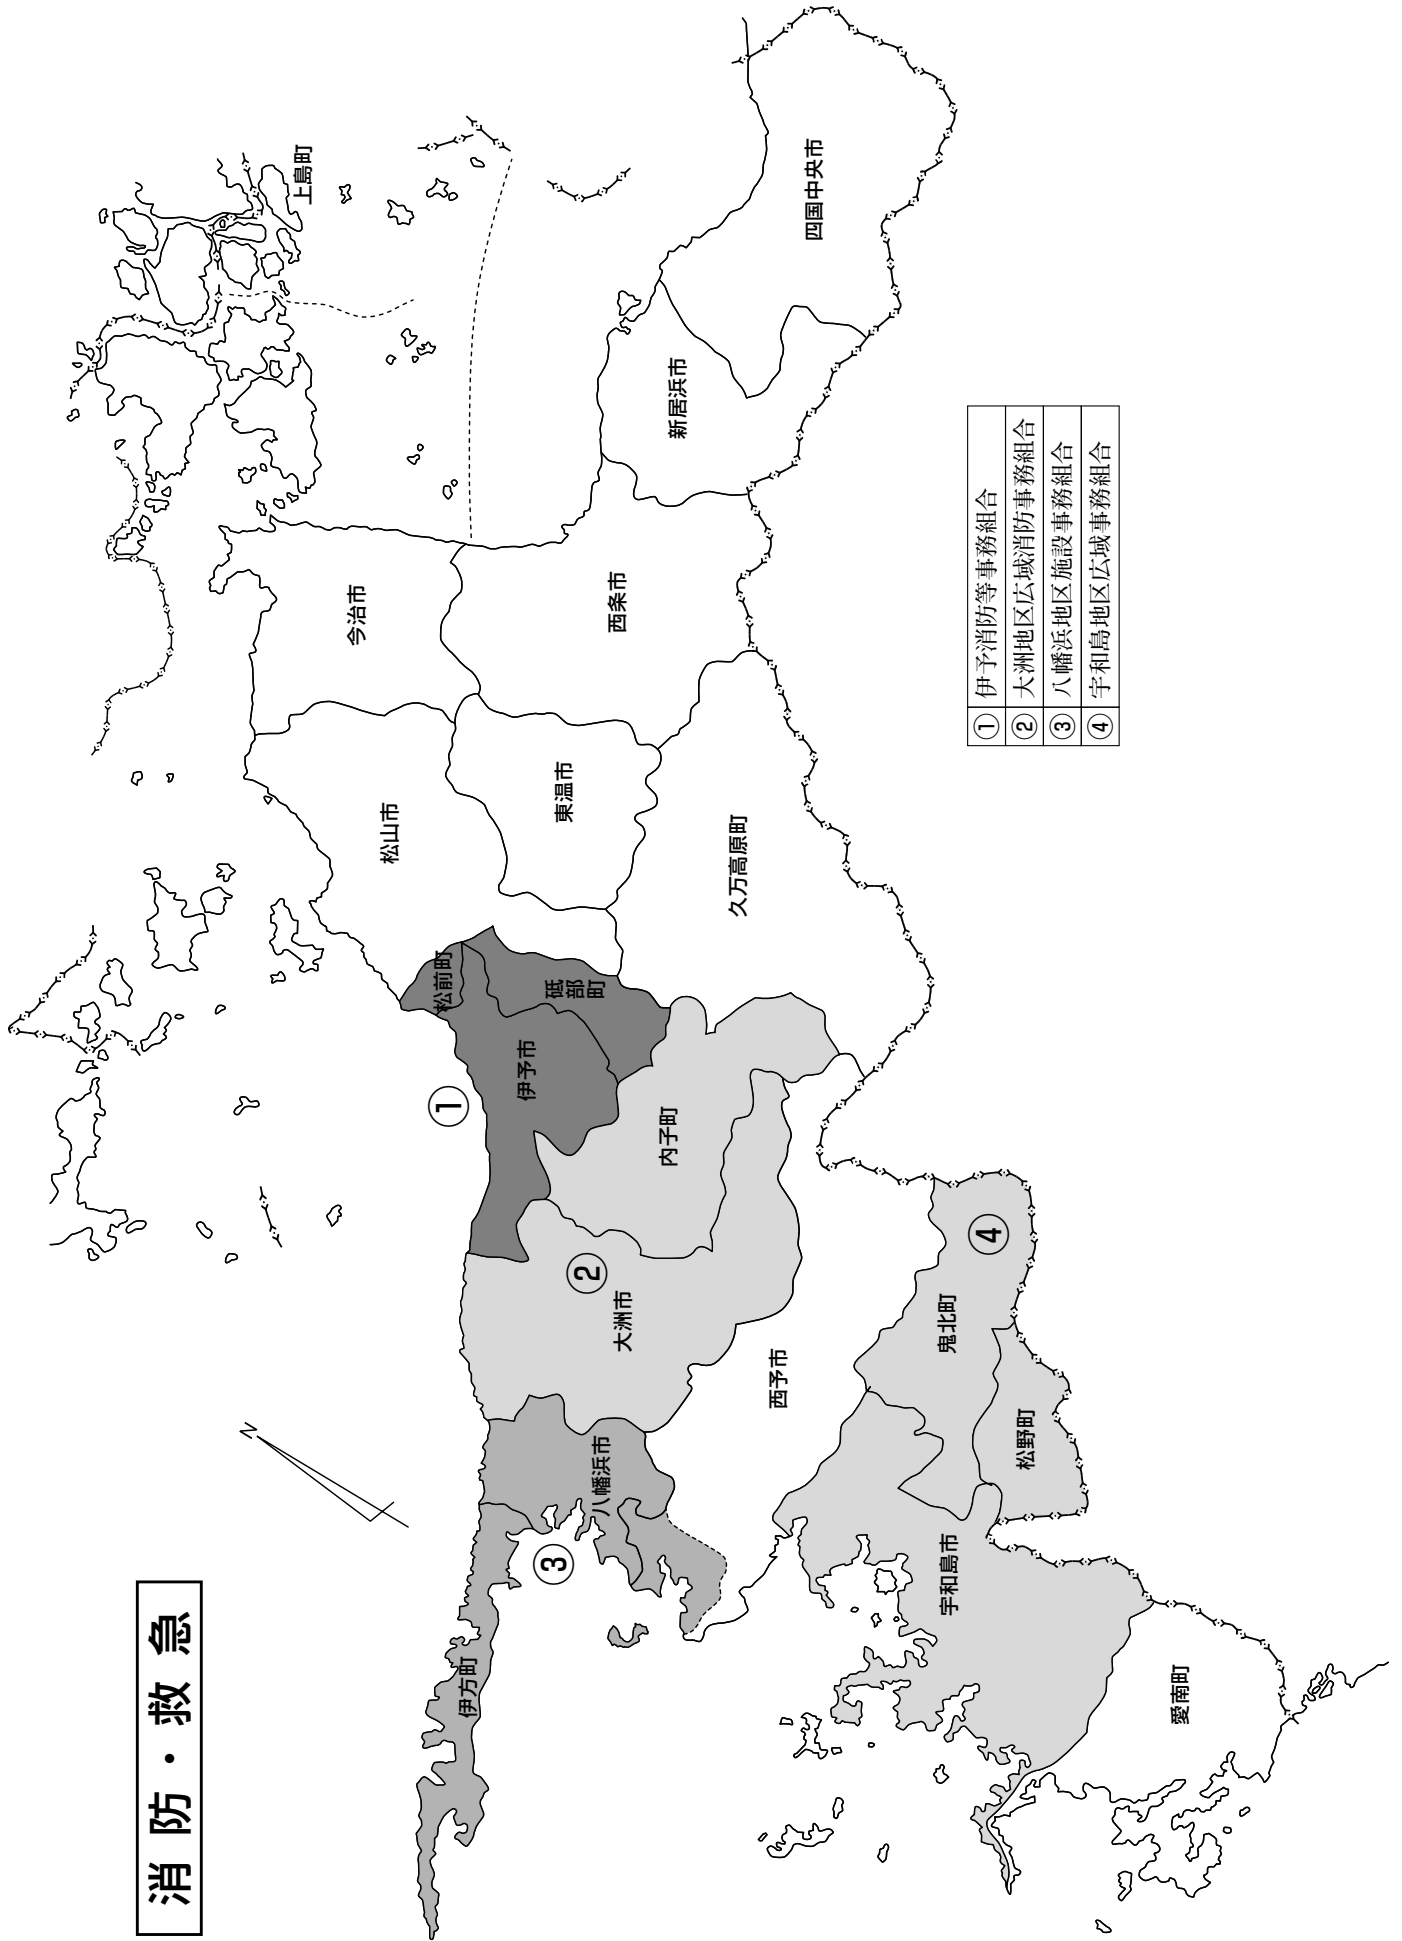 消防・救急
上島町
今治市
松山市
東温市
西条市
新居浜市
四国中央市
久万高原町
松前町
砥部町
伊予市
①
内子町
②
大洲市
八幡浜市
③
伊方町
西予市
④
鬼北町
松野町
宇和島市
愛南町
N
① 伊予消防等事務組合
② 大洲地区広域消防事務組合
③ 八幡浜地区施設事務組合
④ 宇和島地区広域事務組合